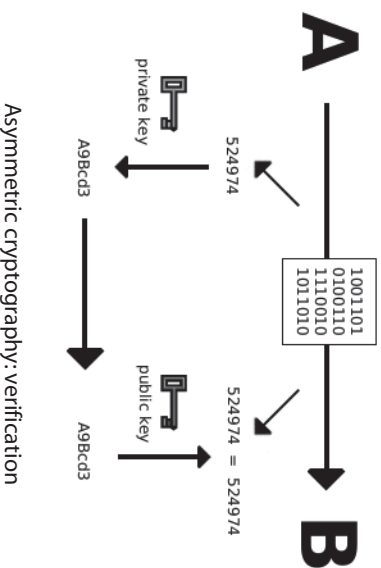 A
1001101
0100110
1110010
1011010
B
524974
524974 = 524974
private key
public key
A9Bcd3
A9Bcd3
Asymmetric cryptography: verification